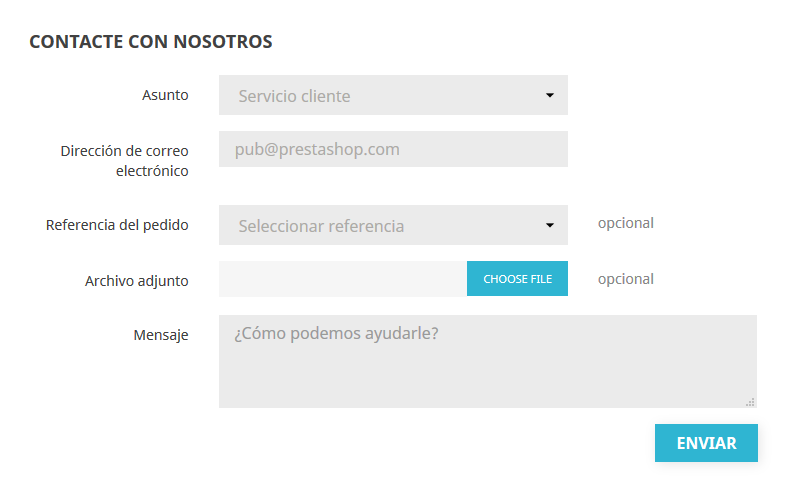 CONTACTE CON NOSOTROS
Asunto
Servicio cliente
Dirección de correo
electrónico
pub@prestashop.com
Referencia del pedido
Seleccionar referencia
opcional
Archivo adjunto
CHOOSE FILE
opcional
Mensaje
¿Cómo podemos ayudarle?
ENVIAR